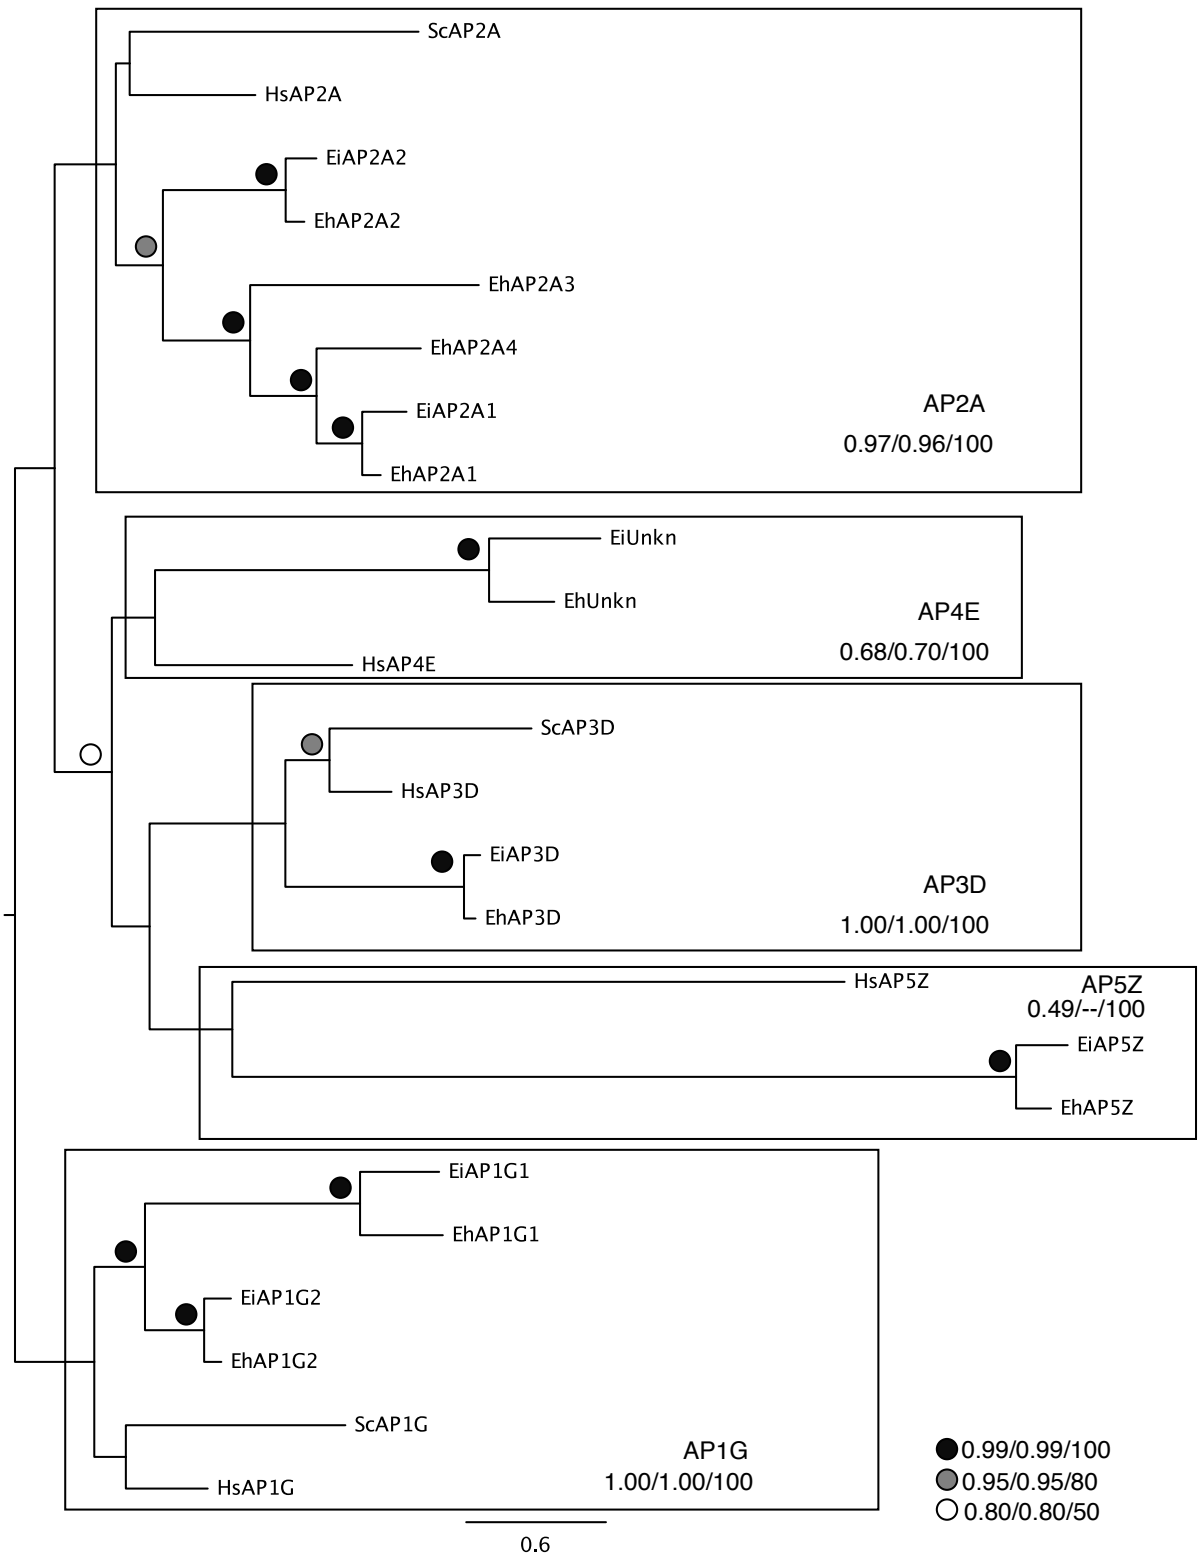 ScAP2A
HsAP2A
EiAP2A2
EhAP2A2
EhAP2A3
EhAP2A4
EiAP2A1
EhAP2A1
AP2A
0.97/0.96/100
EiUnkn
EhUnkn
HsAP4E
AP4E
0.68/0.70/100
ScAP3D
HsAP3D
EiAP3D
EhAP3D
AP3D
1.00/1.00/100
HsAP5Z
AP5Z
0.49/--/100
EiAP5Z
EhAP5Z
EiAP1G1
EhAP1G1
EiAP1G2
EhAP1G2
ScAP1G
HsAP1G
AP1G
1.00/1.00/100
0.99/0.99/100
0.95/0.95/80
0.80/0.80/50
0.6